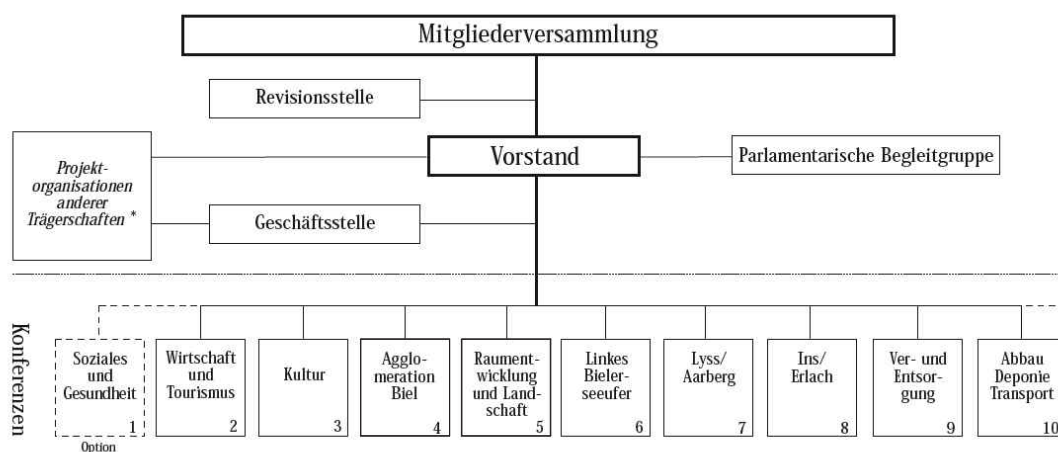 Mitgliederversammlung
Revisionsstelle
Projekt-
organisationen
anderer
Trägerschaften *
Vorstand
Parlamentarische Begleitgruppe
Geschäftsstelle
Konferenzen
Soziales
und
Gesundheit
1
Option
Wirtschaft
und
Tourismus
2
Kultur
3
Agglo-
meration
Biel
4
Raument-
wicklung
und Land-
schaft
5
Linkes
Bieler-
seeufer
6
Lyss/
Aarberg
7
Ins/
Erlach
8
Ver- und
Entsor-
gung
9
Abbau
Deponie
Transport
10